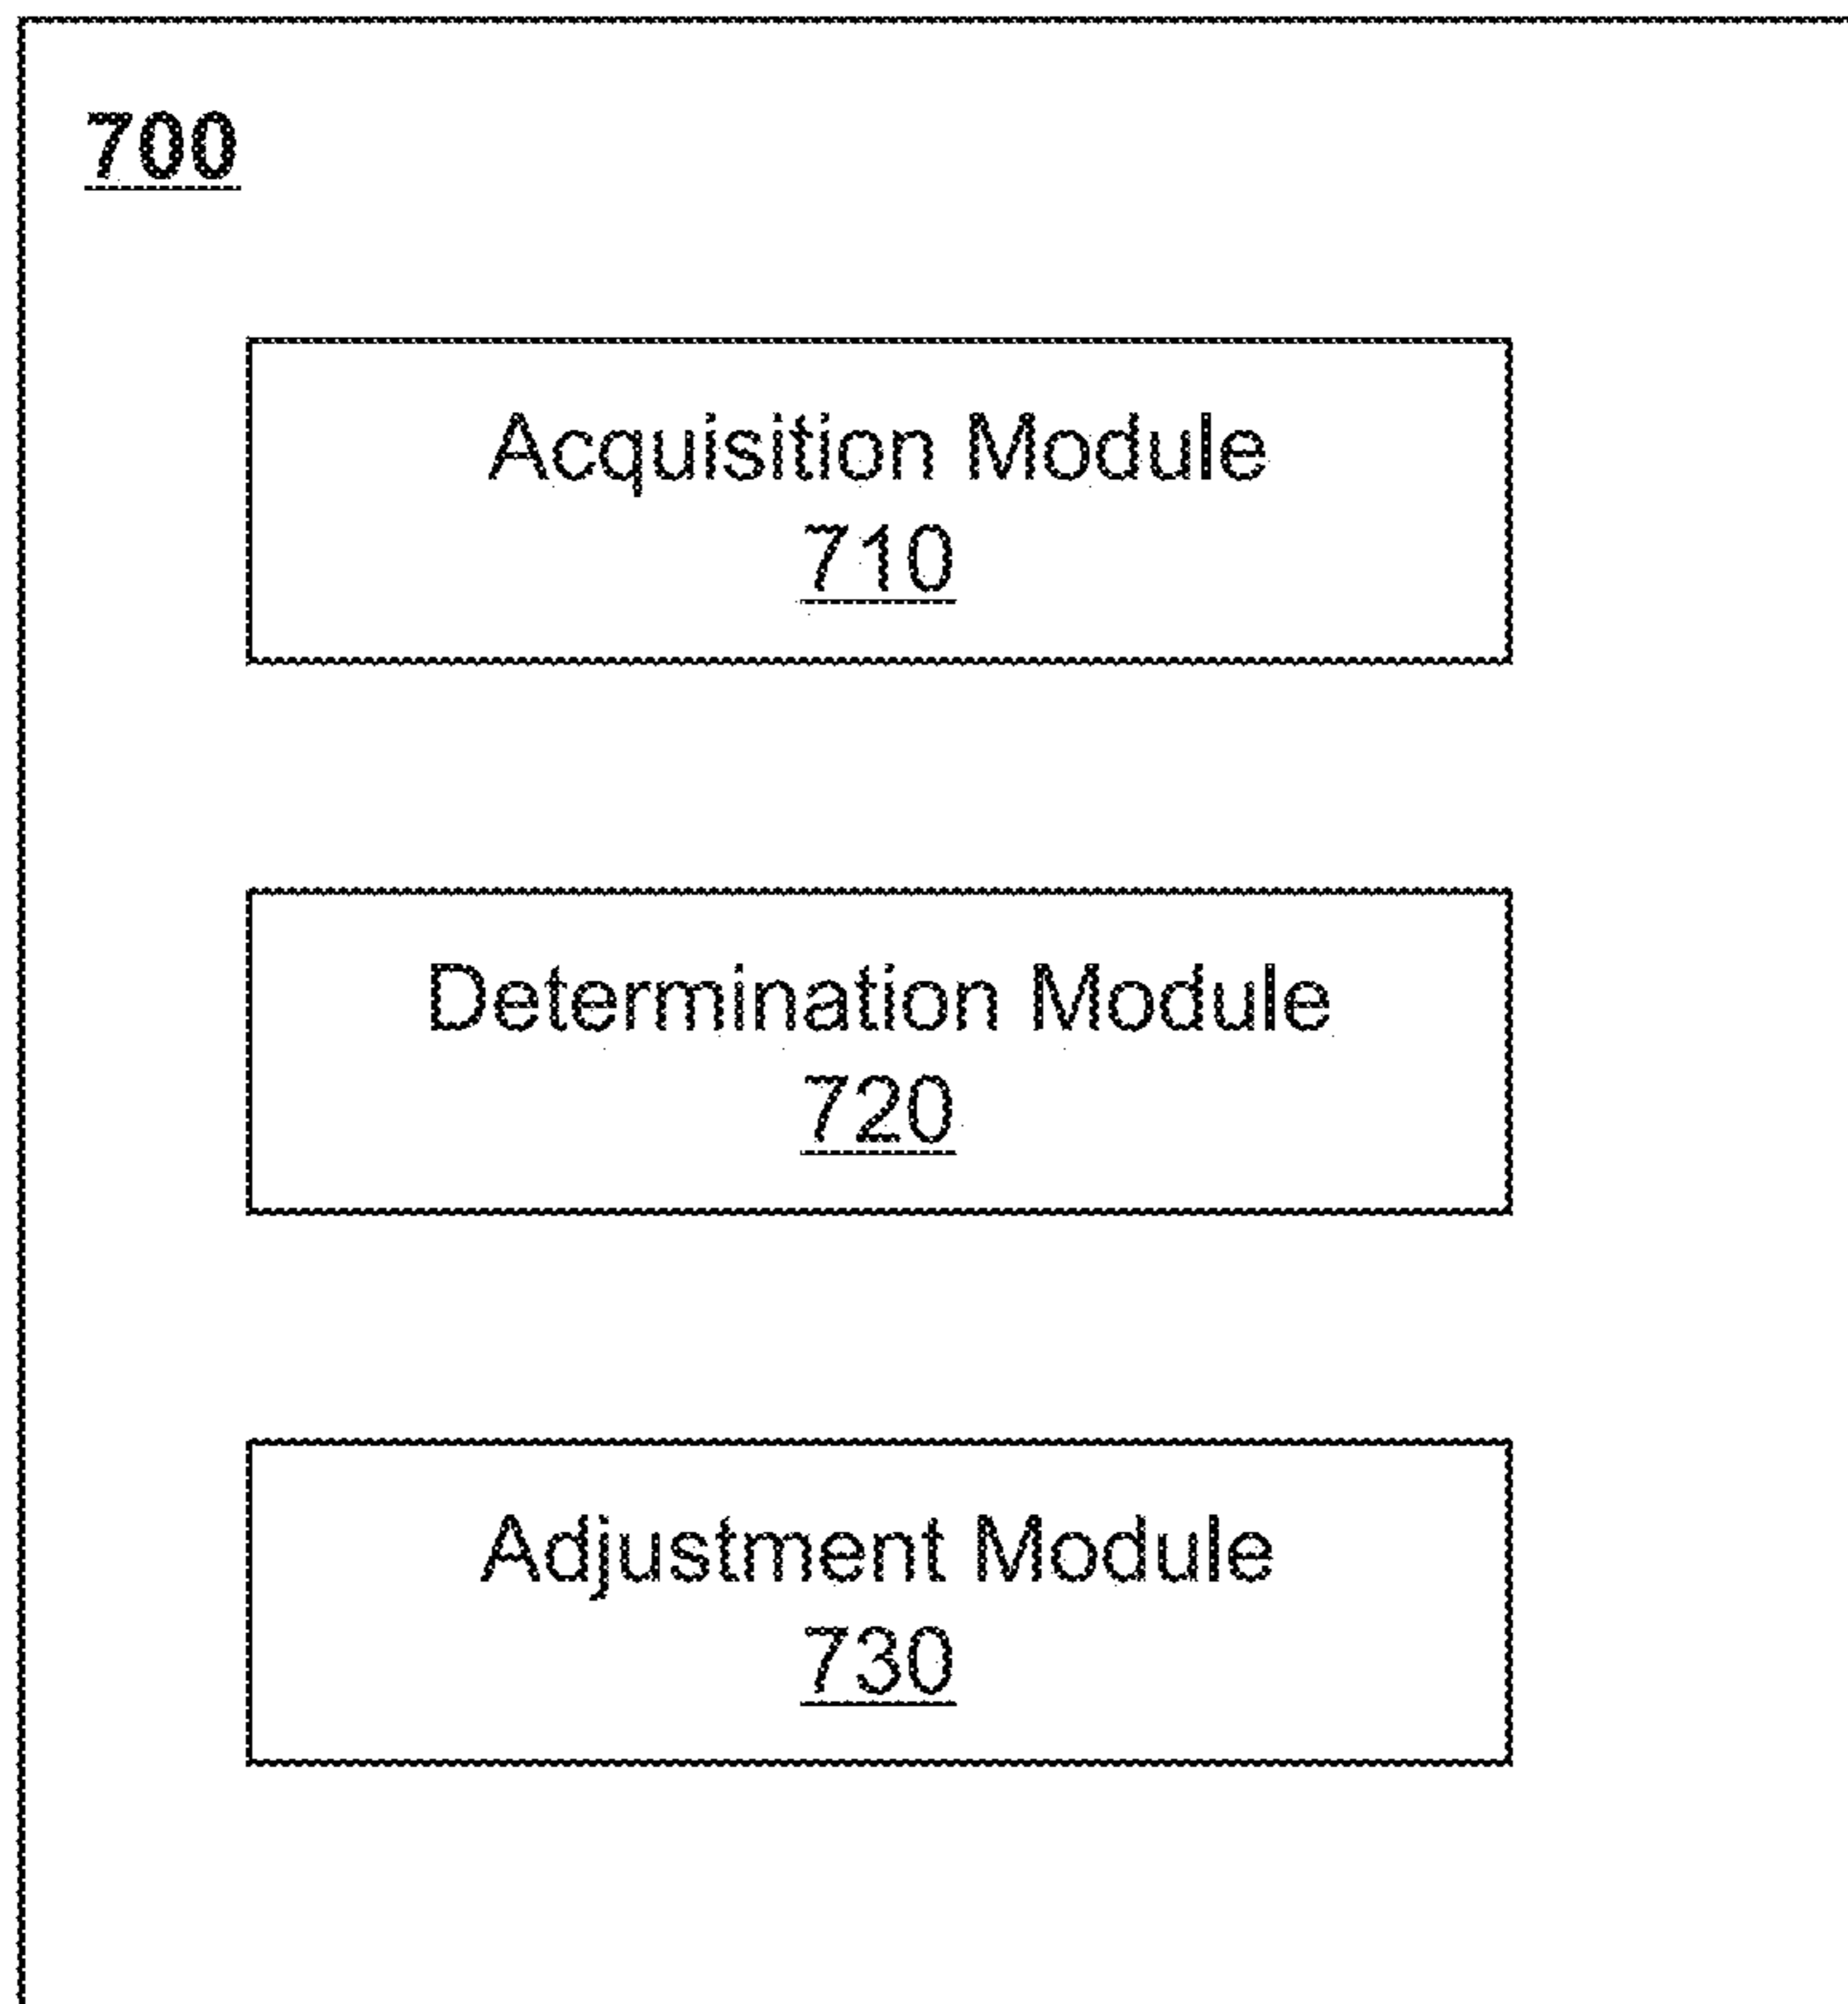 700
Acquisition Module
710
Determination Module
720
Adjustment Module
730